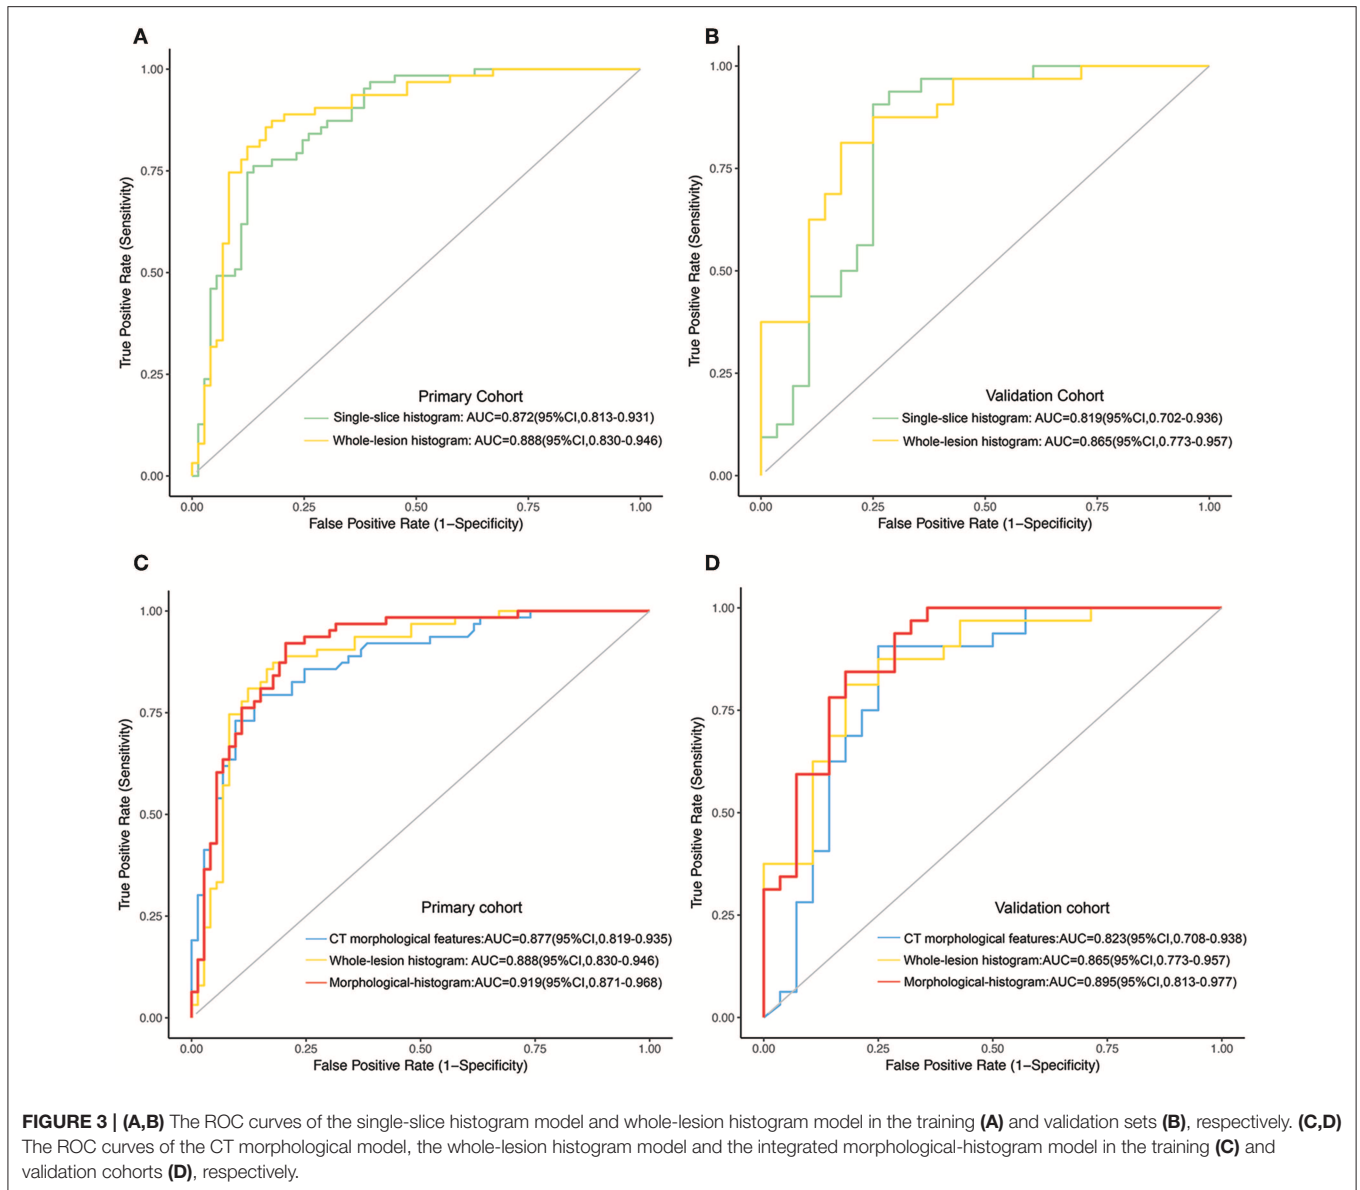 A
1.00
0.75
0.50
0.25
0.00
True Positive Rate (Sensitivity)
Primary Cohort
Single-slice histogram: AUC=0.872(95%CI,0.813-0.931)
Whole-lesion histogram: AUC=0.888(95%CI,0.830-0.946)
0.00 0.25 0.50 0.75 1.00
False Positive Rate (1−Specificity)
B
1.00
0.75
0.50
0.25
0.00
True Positive Rate (Sensitivity)
Validation Cohort
Single-slice histogram: AUC=0.819(95%CI,0.702-0.936)
Whole-lesion histogram: AUC=0.865(95%CI,0.773-0.957)
0.00 0.25 0.50 0.75 1.00
False Positive Rate (1−Specificity)
C
1.00
0.75
0.50
0.25
0.00
True Positive Rate (Sensitivity)
Primary cohort
CT morphological features:AUC=0.877(95%CI,0.819-0.935)
Whole-lesion histogram: AUC=0.888(95%CI,0.830-0.946)
Morphological-histogram:AUC=0.919(95%CI,0.871-0.968)
0.00 0.25 0.50 0.75 1.00
False Positive Rate (1−Specificity)
D
1.00
0.75
0.50
0.25
0.00
True Positive Rate (Sensitivity)
Validation cohort
CT morphological features:AUC=0.823(95%CI,0.708-0.938)
Whole-lesion histogram:AUC=0.865(95%CI,0.773-0.957)
Morphological-histogram:AUC=0.895(95%CI,0.813-0.977)
0.00 0.25 0.50 0.75 1.00
False Positive Rate (1−Specificity)
FIGURE 3 | (A,B) The ROC curves of the single-slice histogram model and whole-lesion histogram model in the training (A) and validation sets (B), respectively. (C,D)
The ROC curves of the CT morphological model, the whole-lesion histogram model and the integrated morphological-histogram model in the training (C) and
validation cohorts (D), respectively.